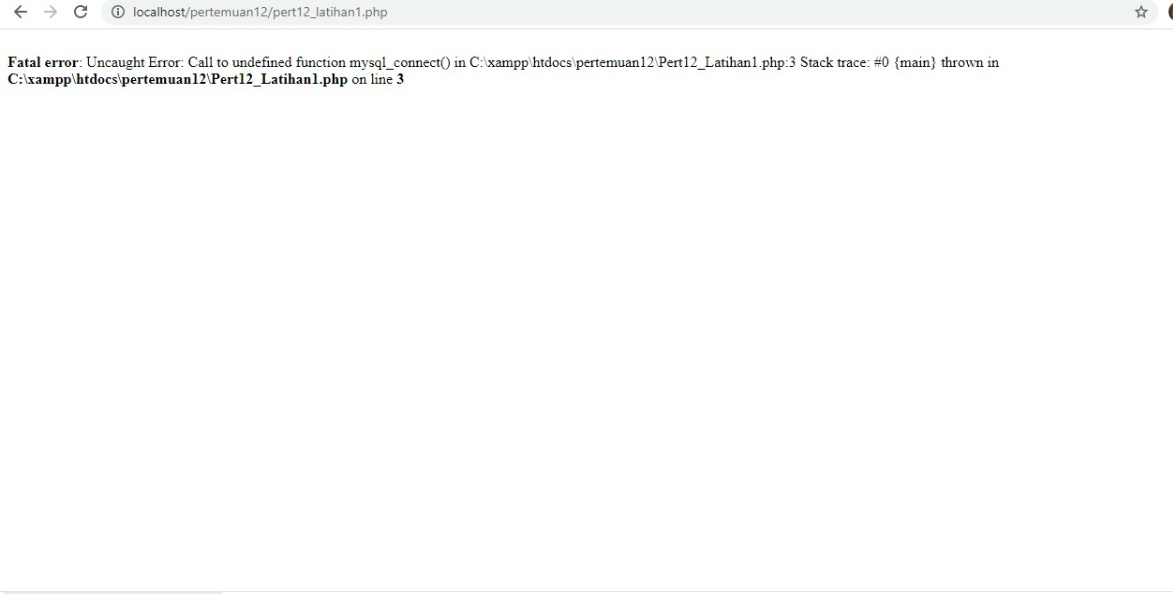 localhost/pertemuan12/pert12_latihan1.php
Fatal error: Uncaught Error: Call to undefined function mysql_connect() in C:\xampp\htdocs\pertemuan12\Pert12_Latihan1.php:3 Stack trace: #0 {main} thrown in
C:\xampp\htdocs\pertemuan12\Pert12_Latihan1.php on line 3